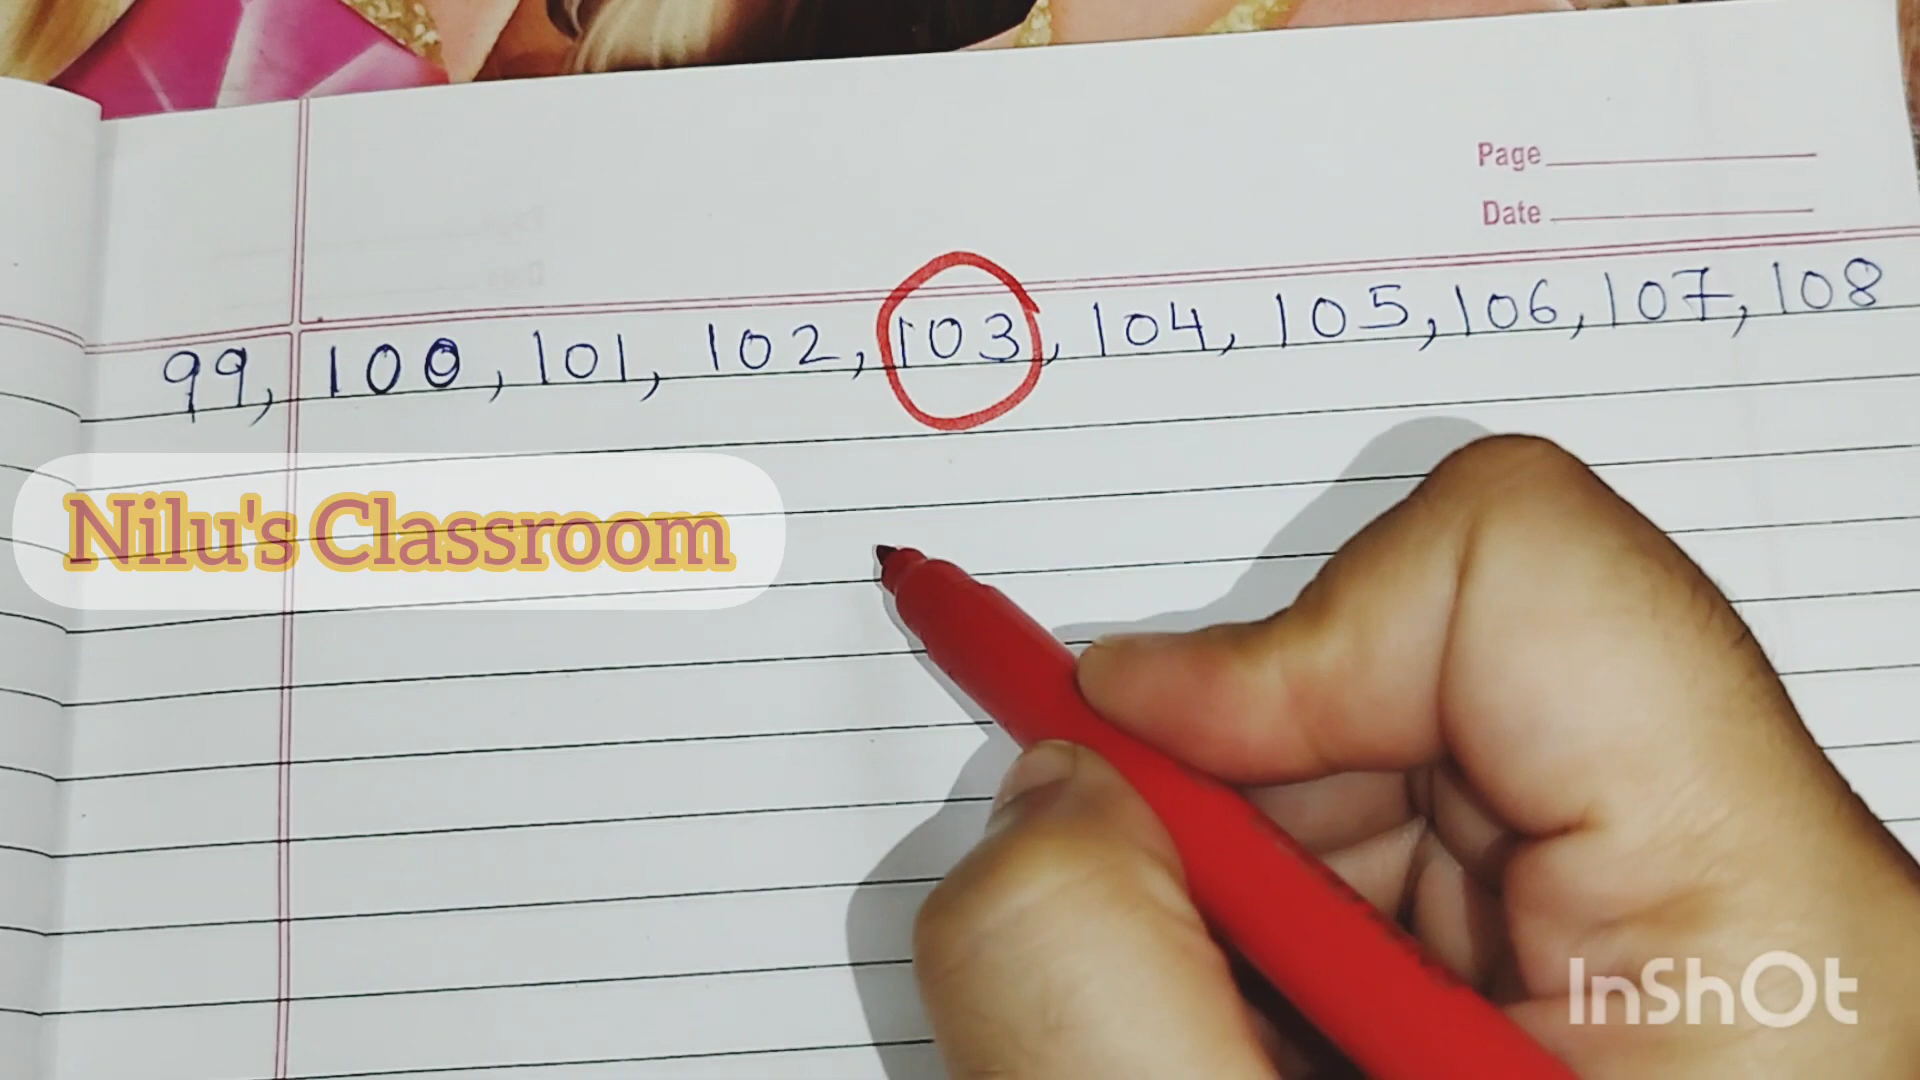 Page
Date
99, 100, 101, 102, 103, 104, 105, 106, 107, 108
Nilu's Classroom
InShOt